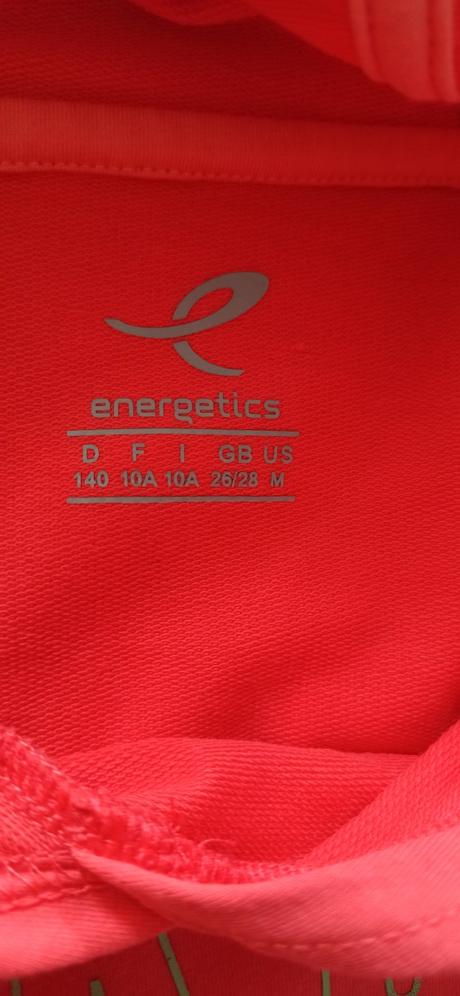 energetics
D F I GB US
140 10A 10A 26/28 M